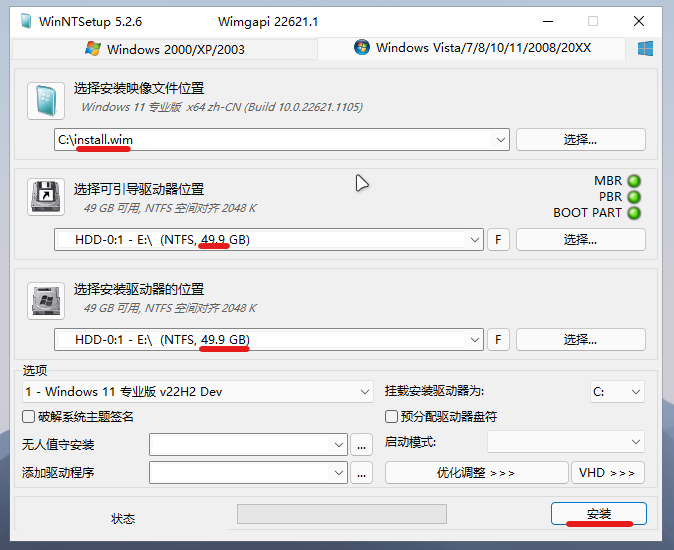 WinNTSetup 5.2.6 Wimgapi 22621.1
Windows 2000/XP/2003 Windows Vista/7/8/10/11/2008/20XX
选择安装映像文件位置
Windows 11 专业版 x64 zh-CN (Build 10.0.22621.1105)
C:\install.wim 选择...
选择可引导驱动器位置 MBR
49 GB 可用, NTFS 空间对齐 2048 K PBR
BOOT PART
HDD-0:1 - E:\ (NTFS, 49.9 GB) F 选择...
选择安装驱动器的位置
49 GB 可用, NTFS 空间对齐 2048 K
HDD-0:1 - E:\ (NTFS, 49.9 GB) F 选择...
选项
1 - Windows 11 专业版 v22H2 Dev 挂载安装驱动器为: C:
破解系统主题签名 预分配驱动器盘符
无人值守安装 ... 启动模式:
添加驱动程序 ... 优化调整 >>> VHD >>>
状态 安装